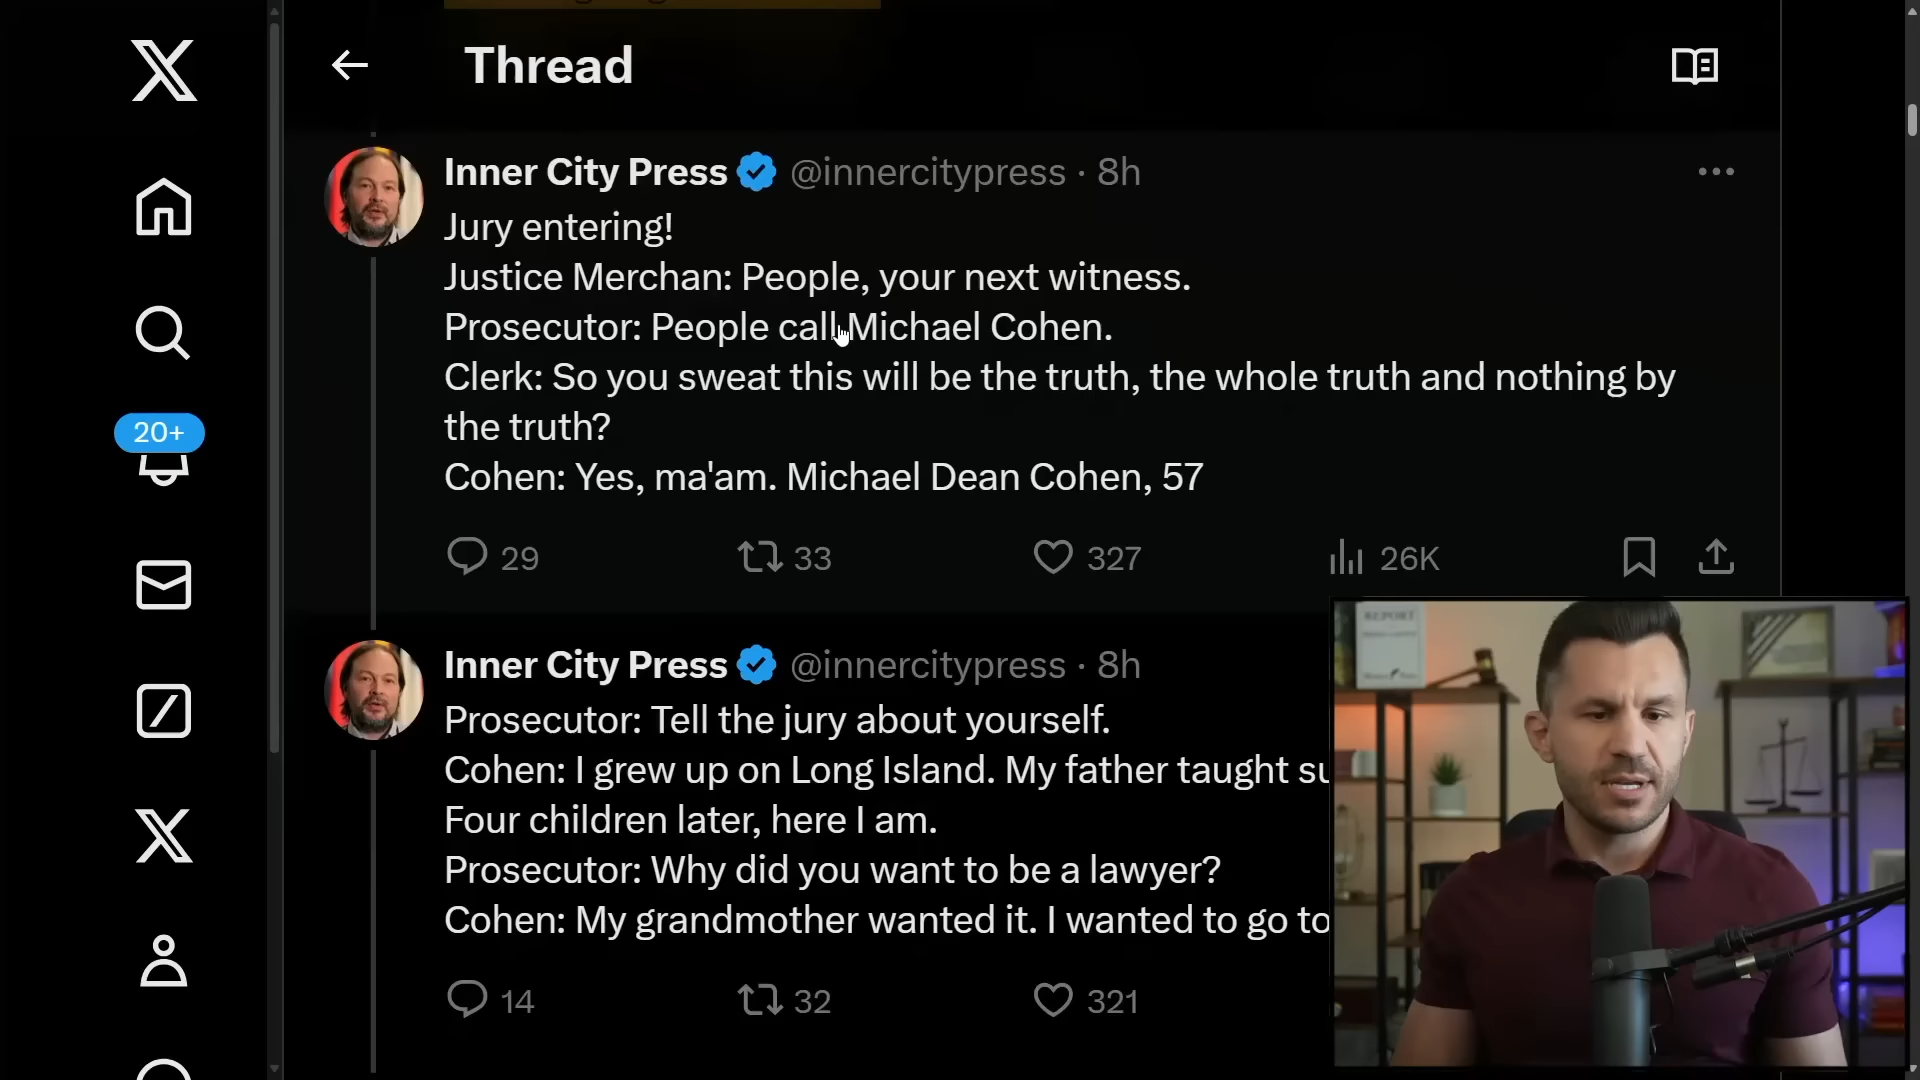 Thread
Inner City Press @innercitypress · 8h
Jury entering!
Justice Merchan: People, your next witness.
Prosecutor: People call Michael Cohen.
Clerk: So you sweat this will be the truth, the whole truth and nothing by
the truth?
Cohen: Yes, ma'am. Michael Dean Cohen, 57
29 33 327 26K
20+
Inner City Press @innercitypress · 8h
Prosecutor: Tell the jury about yourself.
Cohen: I grew up on Long Island. My father taught su
Four children later, here I am.
Prosecutor: Why did you want to be a lawyer?
Cohen: My grandmother wanted it. I wanted to go to
14 32 321
REPORT